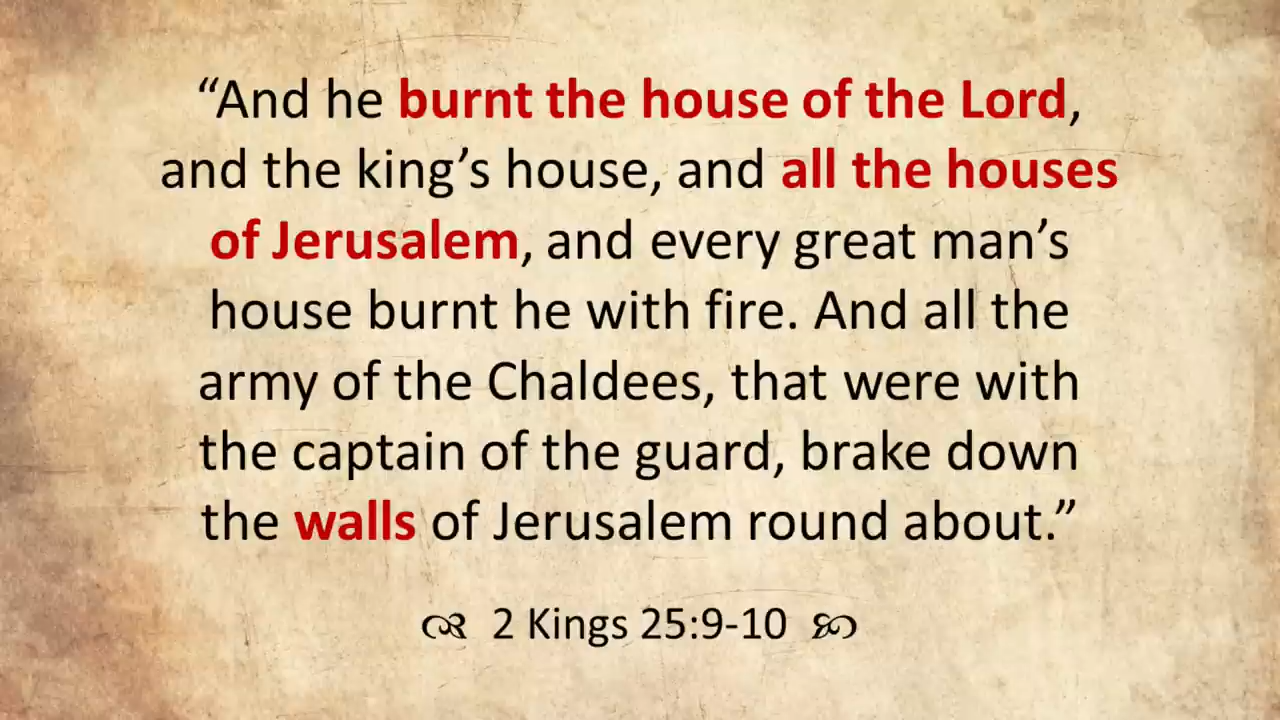 “And he burnt the house of the Lord,
and the king’s house, and all the houses
of Jerusalem, and every great man’s
house burnt he with fire. And all the
army of the Chaldees, that were with
the captain of the guard, brake down
the walls of Jerusalem round about.”
2 Kings 25:9-10